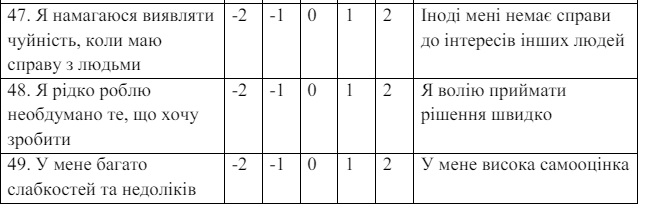 47. Я намагаюся виявляти -2 -1 0 1 2 Іноді мені немає справи
чуйність, коли маю до інтересів інших людей
справу з людьми
48. Я рідко роблю -2 -1 0 1 2 Я волію приймати
необдумано те, що хочу рішення швидко
зробити
49. У мене багато -2 -1 0 1 2 У мене висока самооцінка
слабкостей та недоліків